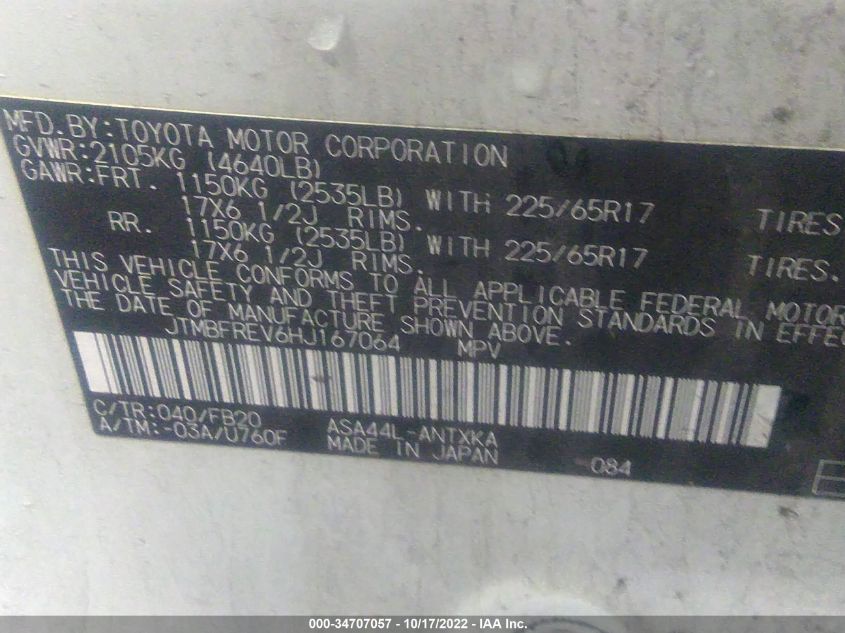 MFD.BY:TOYOTA MOTOR CORPORATION
GVWR:2105KG (4640LB)
GAWR:FRT. 1150KG (2535LB) WITH 225/65R17 TIRES
17X6 1/2J RIMS.
RR. 1150KG (2535LB) WITH 225/65R17 TIRES.
17X6 1/2J RIMS.
THIS VEHICLE CONFORMS TO ALL APPLICABLE FEDERAL MOTOR
VEHICLE SAFETY AND THEFT PREVENTION STANDARDS IN EFFE
THE DATE OF MANUFACTURE SHOWN ABOVE.
JTMBFREV6HJ167064 MPV
C/TR:040/FB20 ASA44L-ANTXKA
A/TM:-03A/U760F MADE IN JAPAN 084
000-34707057 - 10/17/2022 - IAA Inc.